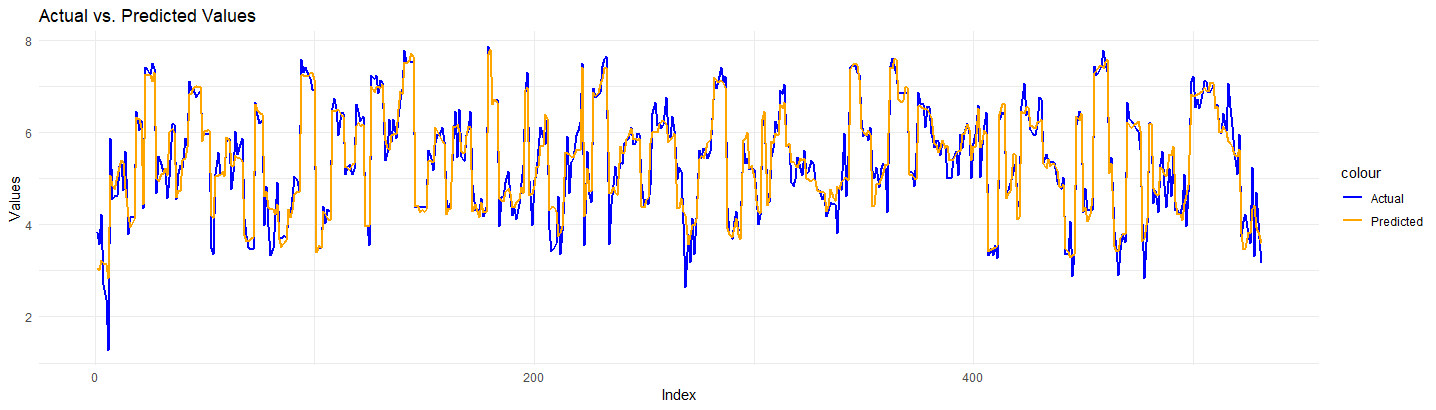 Actual vs. Predicted Values
8
6
4
2
Values
0
200
400
Index
colour
Actual
Predicted